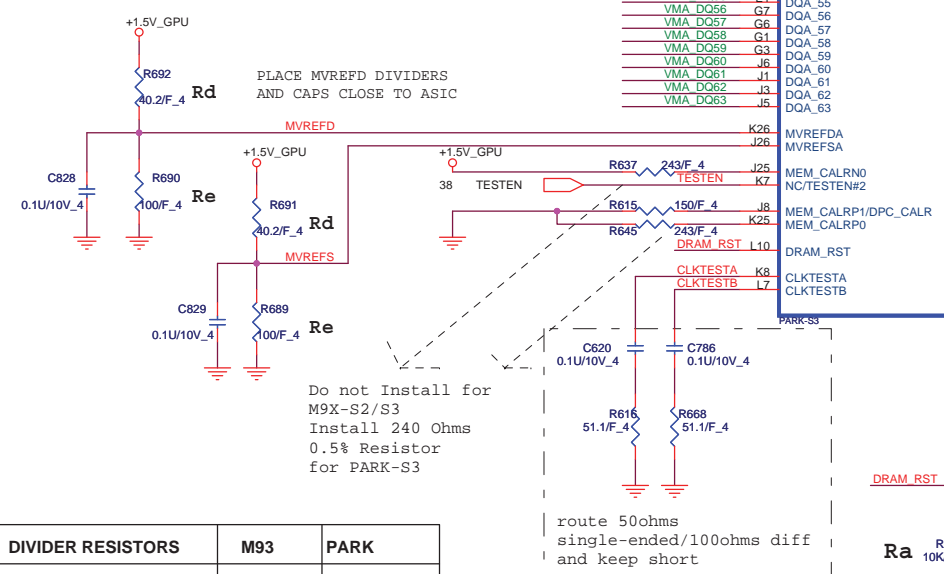 +1.5V_GPU
R692
40.2/F_4
Rd
PLACE MVREFD DIVIDERS
AND CAPS CLOSE TO ASIC
MVREFD
C828
0.1U/10V_4
R690
100/F_4
Re
+1.5V_GPU
R691
40.2/F_4
Rd
MVREFS
C829
0.1U/10V_4
R689
100/F_4
Re
DQA_55
VMA_DQ56 G7 DQA_56
VMA_DQ57 G6 DQA_57
VMA_DQ58 G1 DQA_58
VMA_DQ59 G3 DQA_59
VMA_DQ60 J6 DQA_60
VMA_DQ61 J1 DQA_61
VMA_DQ62 J3 DQA_62
VMA_DQ63 J5 DQA_63
K26 MVREFDA
J26 MVREFSA
+1.5V_GPU
R637 243/F_4 J25 MEM_CALRN0
38 TESTEN TESTEN K7 NC/TESTEN#2
R615 150/F_4 J8 MEM_CALRP1/DPC_CALR
R645 243/F_4 K25 MEM_CALRP0
DRAM_RST L10 DRAM_RST
CLKTESTA K8 CLKTESTA
CLKTESTB L7 CLKTESTB
PARK-S3
C620
0.1U/10V_4
C786
0.1U/10V_4
R616
51.1/F_4
R668
51.1/F_4
Do not Install for
M9X-S2/S3
Install 240 Ohms
0.5% Resistor
for PARK-S3
route 50ohms
single-ended/100ohms diff
and keep short
DRAM_RST
Ra
R
10K
DIVIDER RESISTORS M93 PARK